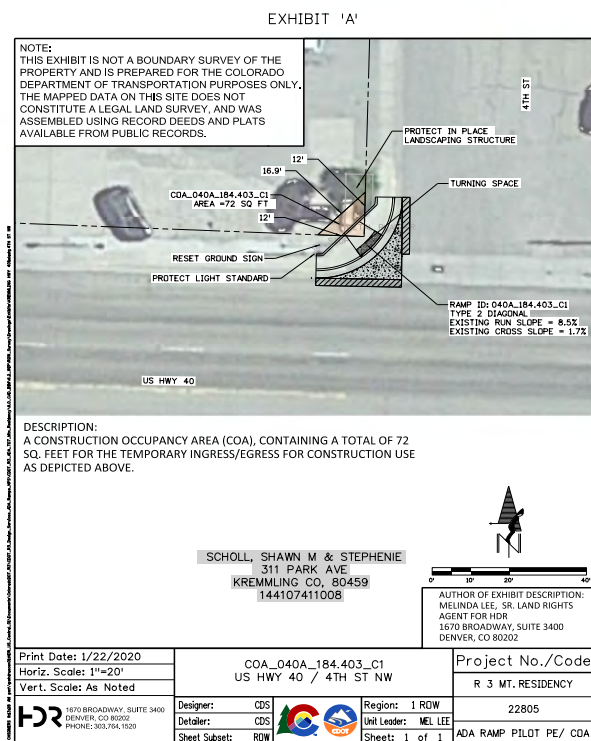 EXHIBIT 'A'
NOTE:
THIS EXHIBIT IS NOT A BOUNDARY SURVEY OF THE
PROPERTY AND IS PREPARED FOR THE COLORADO
DEPARTMENT OF TRANSPORTATION PURPOSES ONLY.
THE MAPPED DATA ON THIS SITE DOES NOT
CONSTITUTE A LEGAL LAND SURVEY, AND WAS
ASSEMBLED USING RECORD DEEDS AND PLATS
AVAILABLE FROM PUBLIC RECORDS.
4TH ST
PROTECT IN PLACE
LANDSCAPING STRUCTURE
12'
16.9'
TURNING SPACE
COA_040A_184.403_C1
AREA =72 SQ FT
12'
RESET GROUND SIGN
PROTECT LIGHT STANDARD
RAMP ID: 040A_184.403_C1
TYPE 2 DIAGONAL
EXISTING RUN SLOPE = 8.5%
EXISTING CROSS SLOPE = 1.7%
US HWY 40
DESCRIPTION:
A CONSTRUCTION OCCUPANCY AREA (COA), CONTAINING A TOTAL OF 72
SQ. FEET FOR THE TEMPORARY INGRESS/EGRESS FOR CONSTRUCTION USE
AS DEPICTED ABOVE.
N
SCHOLL, SHAWN M & STEPHENIE
311 PARK AVE
KREMMLING CO, 80459
144107411008
0' 10' 20' 40'
AUTHOR OF EXHIBIT DESCRIPTION:
MELINDA LEE, SR. LAND RIGHTS
AGENT FOR HDR
1670 BROADWAY, SUITE 3400
DENVER, CO 80202
Print Date: 1/22/2020
Horiz. Scale: 1"=20'
Vert. Scale: As Noted
HDR
1670 BROADWAY, SUITE 3400
DENVER, CO 80202
PHONE: 303.764.1520
COA_040A_184.403_C1
US HWY 40 / 4TH ST NW
Designer: CDS
Detailer: CDS
Sheet Subset: ROW
CDOT
Region: 1 ROW
Unit Leader: MEL LEE
Sheet: 1 of 1
Project No./Code
R 3 MT. RESIDENCY
22805
ADA RAMP PILOT PE/ COA